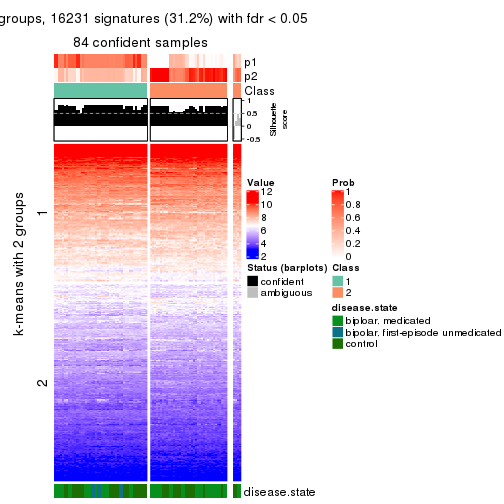 groups, 16231 signatures (31.2%) with fdr < 0.05
84 confident samples
p1
p2
Class
1
0.5
0
-0.5
Silhouette
score
k-means with 2 groups
1
2
Value
12
10
8
6
4
2
Prob
1
0.8
0.6
0.4
0.2
0
Status (barplots)
confident
ambiguous
Class
1
2
disease.state
biploar. medicated
bipolar. first-episode unmedicated
control
disease.state